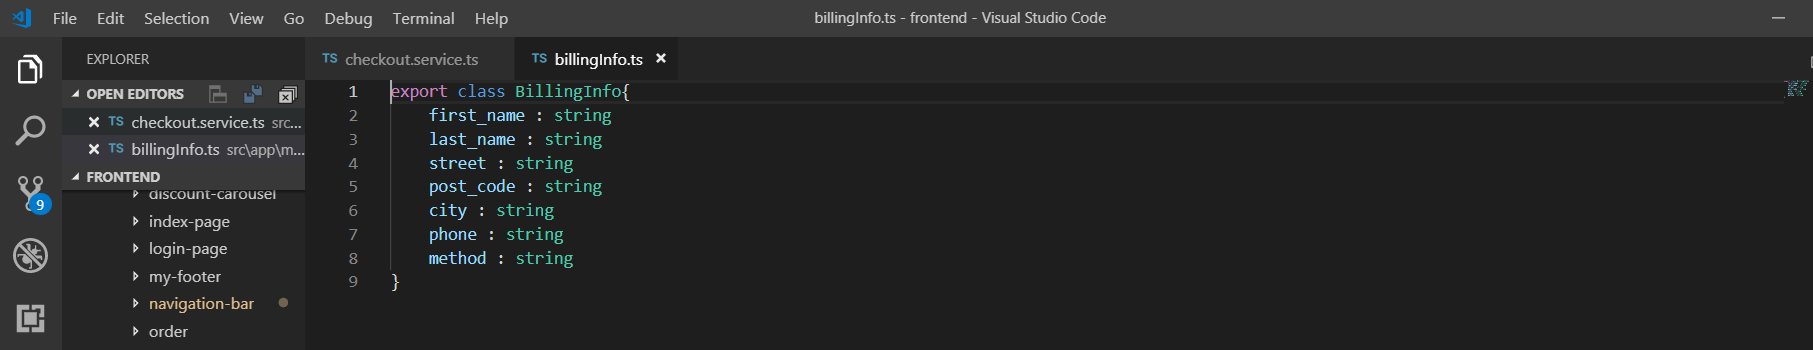 File Edit Selection View Go Debug Terminal Help billingInfo.ts - frontend - Visual Studio Code
EXPLORER
OPEN EDITORS
TS checkout.service.ts src...
TS billingInfo.ts src\app\m...
FRONTEND
discount-carousel
index-page
login-page
my-footer
navigation-bar
order
9
TS checkout.service.ts TS billingInfo.ts
1 export class BillingInfo{
2 first_name : string
3 last_name : string
4 street : string
5 post_code : string
6 city : string
7 phone : string
8 method : string
9 }